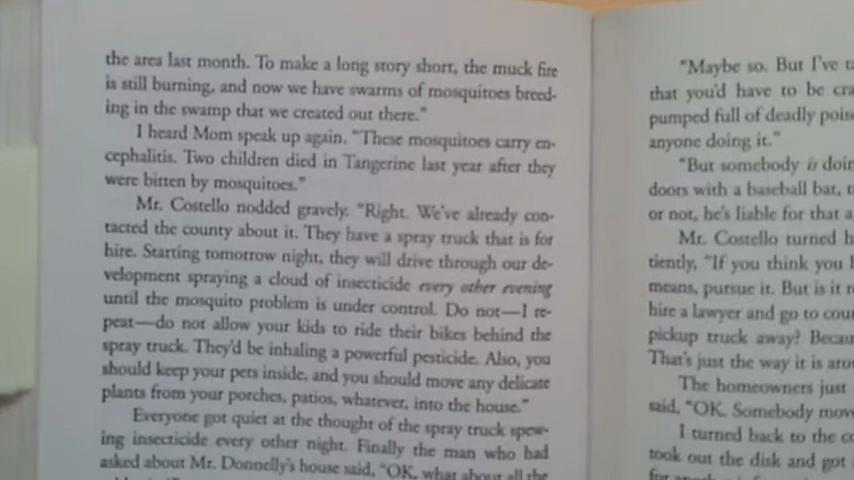 the area last month. To make a long story short, the muck fire
is still burning, and now we have swarms of mosquitoes breed-
ing in the swamp that we created out there."
I heard Mom speak up again. "These mosquitoes carry en-
cephalitis. Two children died in Tangerine last year after they
were bitten by mosquitoes."
Mr. Costello nodded gravely. "Right. We've already con-
tacted the county about it. They have a spray truck that is for
hire. Starting tomorrow night, they will drive through our de-
velopment spraying a cloud of insecticide every other evening
until the mosquito problem is under control. Do not—I re-
peat—do not allow your kids to ride their bikes behind the
spray truck. They'd be inhaling a powerful pesticide. Also, you
should keep your pets inside, and you should move any delicate
plants from your porches, patios, whatever, into the house."
Everyone got quiet at the thought of the spray truck spew-
ing insecticide every other night. Finally the man who had
asked about Mr. Donnelly's house said, "OK, what about all the
"Maybe so. But I've
that you'd have to be
pumped full of deadly
anyone doing it."
"But somebody is
doors with a baseball bat,
or not, he's liable for that
Mr. Costello turned
tiently, "If you think you
means, pursue it. But is it
hire a lawyer and go to
pickup truck away?
That's just the way it is
The homeowners just
said, "OK. Somebody
I turned back to the
took out the disk and got